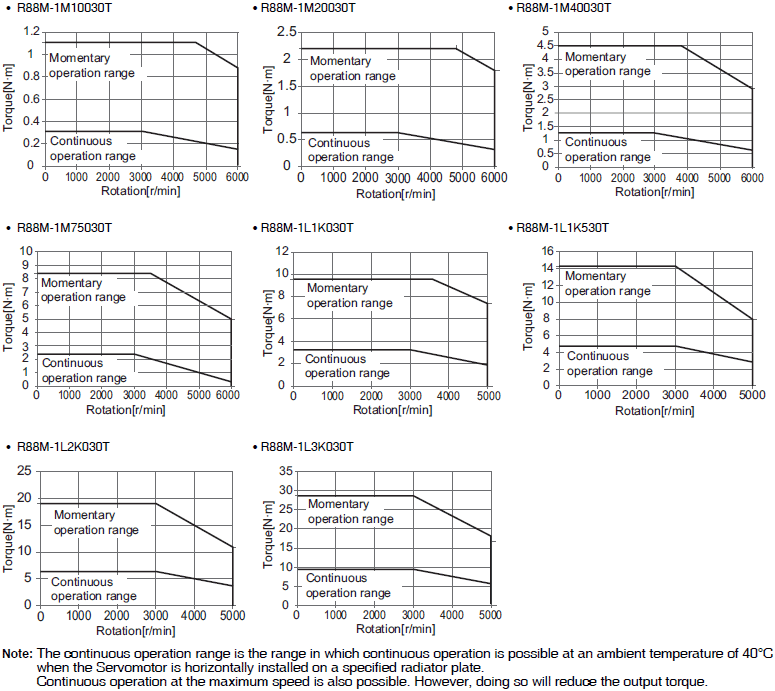 • R88M-1M10030T
• R88M-1M20030T
• R88M-1M40030T
1.2
1
0.8
0.6
0.4
0.2
0
Torque[N·m]
Momentary
operation range
Continuous
operation range
0 1000 2000 3000 4000 5000 6000
Rotation[r/min]
2.5
2
1.5
1
0.5
0
Torque[N·m]
Momentary
operation range
Continuous
operation range
0 1000 2000 3000 4000 5000 6000
Rotation[r/min]
5
4.5
4
3.5
3
2.5
2
1.5
1
0.5
0
Torque[N·m]
Momentary
operation range
Continuous
operation range
0 1000 2000 3000 4000 5000 6000
Rotation[r/min]
• R88M-1M75030T
• R88M-1L1K030T
• R88M-1L1K530T
10
9
8
7
6
5
4
3
2
1
0
Torque[N·m]
Momentary
operation range
Continuous
operation range
0 1000 2000 3000 4000 5000 6000
Rotation[r/min]
12
10
8
6
4
2
0
Torque[N·m]
Momentary
operation range
Continuous
operation range
0 1000 2000 3000 4000 5000
Rotation[r/min]
16
14
12
10
8
6
4
2
0
Torque[N·m]
Momentary
operation range
Continuous
operation range
0 1000 2000 3000 4000 5000
Rotation[r/min]
• R88M-1L2K030T
• R88M-1L3K030T
25
20
15
10
5
0
Torque[N·m]
Momentary
operation range
Continuous
operation range
0 1000 2000 3000 4000 5000
Rotation[r/min]
35
30
25
20
15
10
5
0
Torque[N·m]
Momentary
operation range
Continuous
operation range
0 1000 2000 3000 4000 5000
Rotation[r/min]
Note: The continuous operation range is the range in which continuous operation is possible at an ambient temperature of 40°C
when the Servomotor is horizontally installed on a specified radiator plate.
Continuous operation at the maximum speed is also possible. However, doing so will reduce the output torque.